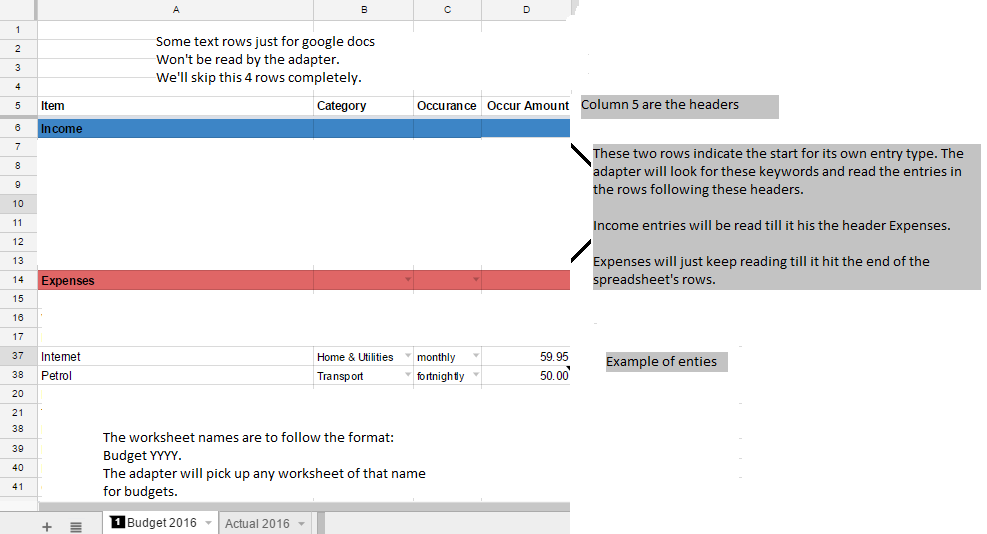 A B C D
1
2 Some text rows just for google docs
3 Won't be read by the adapter.
4 We'll skip this 4 rows completely.
5 Item Category Occurance Occur Amount Column 5 are the headers
6 Income
7 These two rows indicate the start for its own entry type. The
8 adapter will look for these keywords and read the entries in
9 the rows following these headers.
10
11 Income entries will be read till it his the header Expenses.
12
13 Expenses will just keep reading till it hit the end of the
14 Expenses spreadsheet's rows.
15
16
17
37 Internet Home & Utilities monthly 59.95 Example of enties
38 Petrol Transport fortnightly 50.00
20
21
38 The worksheet names are to follow the format:
39 Budget YYYY.
40 The adapter will pick up any worksheet of that name
41 for budgets.
1 Budget 2016 Actual 2016